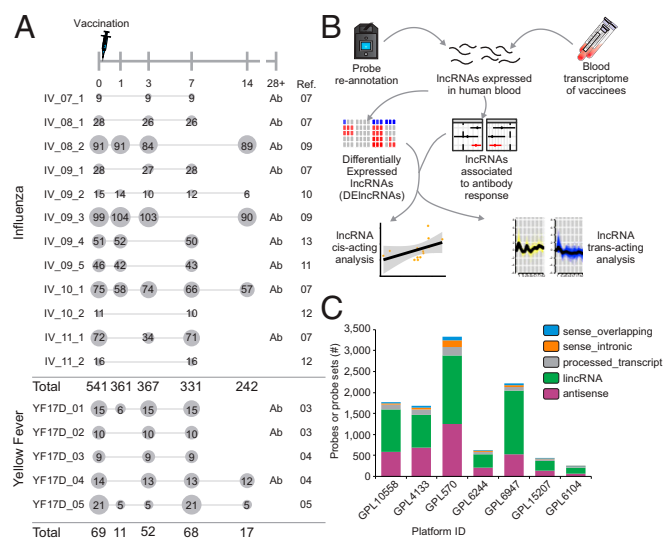 A
Vaccination
0 1 3 7 14 28+ Ref.
Influenza
IV_07_1 9 9 9 Ab 07
IV_08_1 28 26 26 Ab 07
IV_08_2 91 91 84 89 Ab 09
IV_09_1 28 27 28 Ab 07
IV_09_2 15 14 10 12 6 10
IV_09_3 99 104 103 90 Ab 09
IV_09_4 51 52 50 Ab 13
IV_09_5 46 42 Ab 11
IV_10_1 75 58 74 66 57 Ab 07
IV_10_2 11 10 12
IV_11_1 72 34 71 Ab 07
IV_11_2 16 16 12
Total 541 361 367 331 242
Yellow Fever
YF17D_01 15 6 15 15 Ab 03
YF17D_02 10 10 10 Ab 03
YF17D_03 9 9 9 04
YF17D_04 14 13 13 12 Ab 04
YF17D_05 21 5 5 21 5 05
Total 69 11 52 68 17
B
Probe
re-annotation
lncRNAs expressed
in human blood
Blood
transcriptome
of vaccinees
Differentially
Expressed
lncRNAs
(DElncRNAs)
lncRNAs
associated
to antibody
response
lncRNA
cis-acting
analysis
lncRNA
trans-acting
analysis
C
Probes or probe sets (#)
3,500
3,000
2,500
2,000
1,500
1,000
500
0
sense_overlapping
sense_intronic
processed_transcript
lincRNA
antisense
GPL10558
GPL4133
GPL570
GPL6244
GPL6947
GPL15207
GPL6104
Platform ID